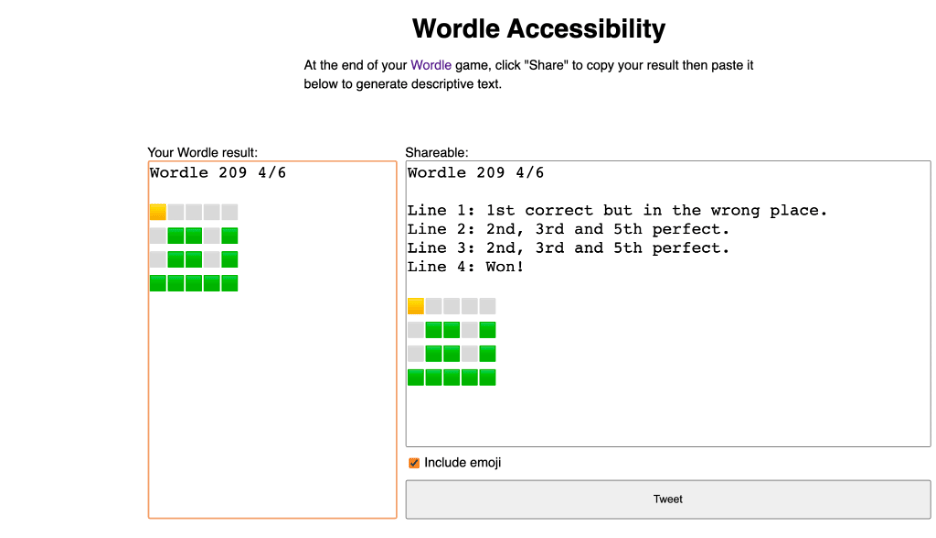 Wordle Accessibility
At the end of your Wordle game, click "Share" to copy your result then paste it
below to generate descriptive text.
Your Wordle result:
Wordle 209 4/6
Shareable:
Wordle 209 4/6
Line 1: 1st correct but in the wrong place.
Line 2: 2nd, 3rd and 5th perfect.
Line 3: 2nd, 3rd and 5th perfect.
Line 4: Won!
Include emoji
Tweet